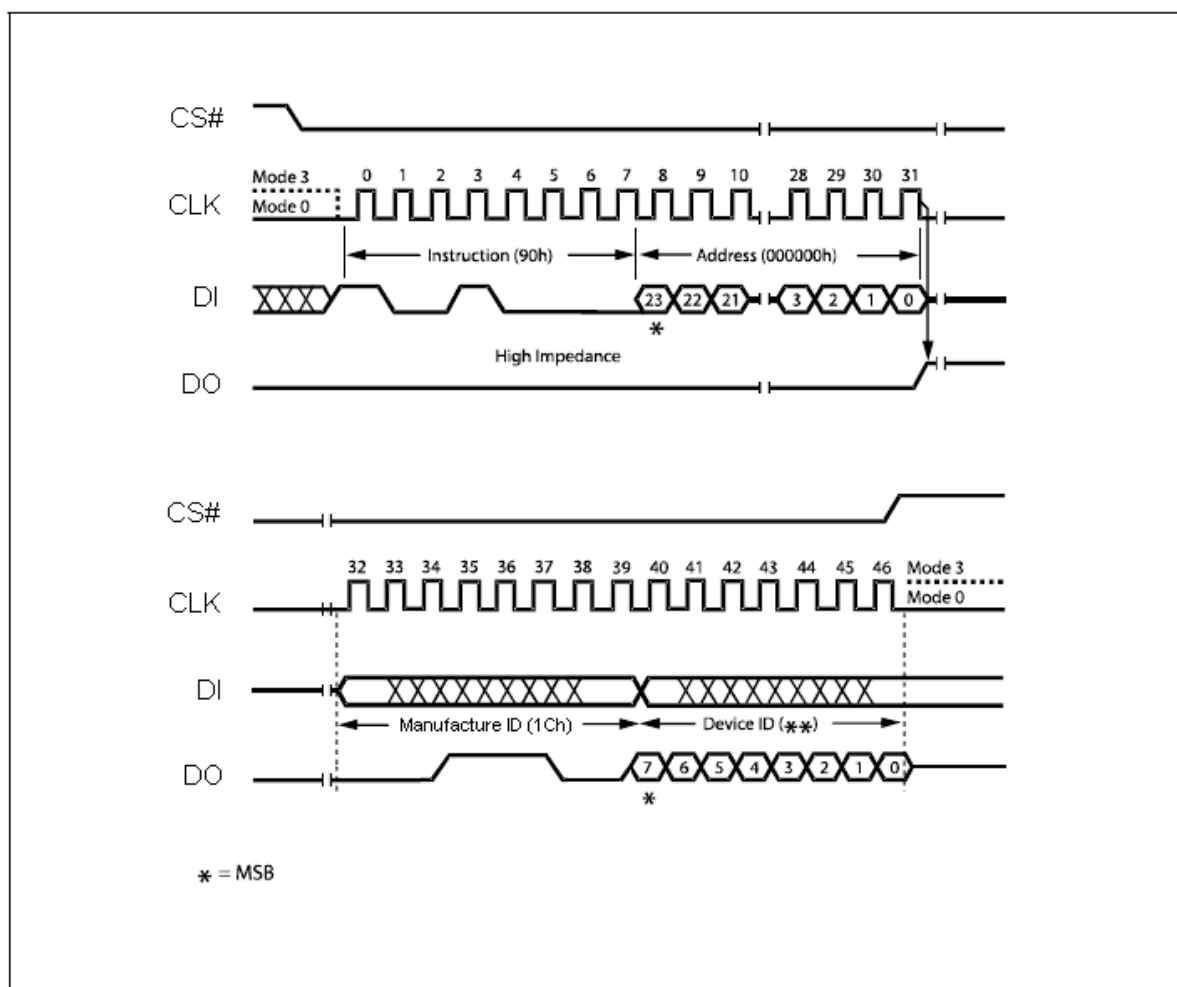 CS#
Mode 3
0 1 2 3 4 5 6 7 8 9 10 28 29 30 31
CLK
Mode 0
Instruction (90h)
Address (000000h)
DI
23 22 21 3 2 1 0
*
High Impedance
DO
CS#
32 33 34 35 36 37 38 39 40 41 42 43 44 45 46
Mode 3
CLK
Mode 0
DI
Manufacture ID (1Ch)
Device ID (**)
DO
7 6 5 4 3 2 1 0
*
* = MSB